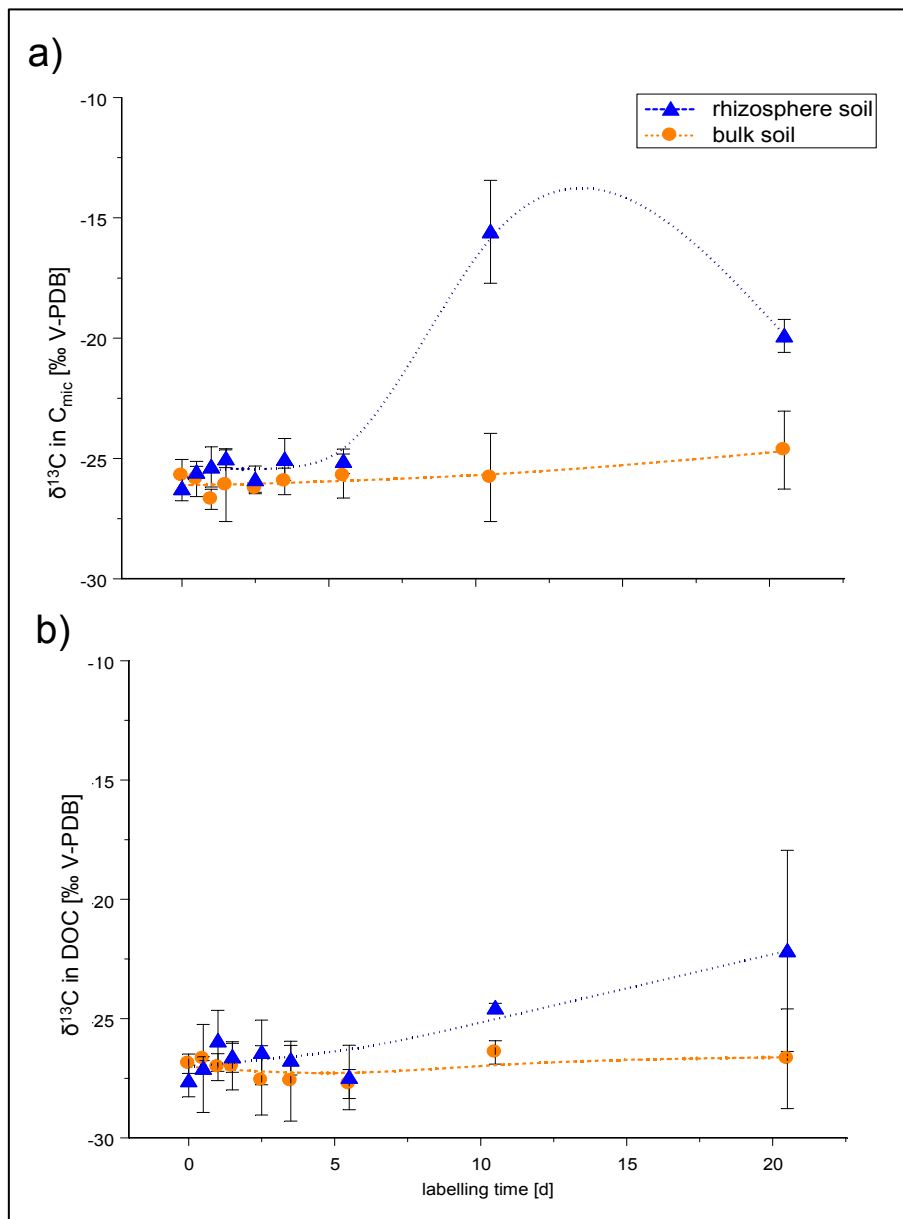 a)
-10
rhizosphere soil
bulk soil
-15
-20
-25
-30
δ¹³C in Cmic [‰ V-PDB]
b)
-10
-15
-20
-25
-30
δ¹³C in DOC [‰ V-PDB]
0 5 10 15 20
labelling time [d]